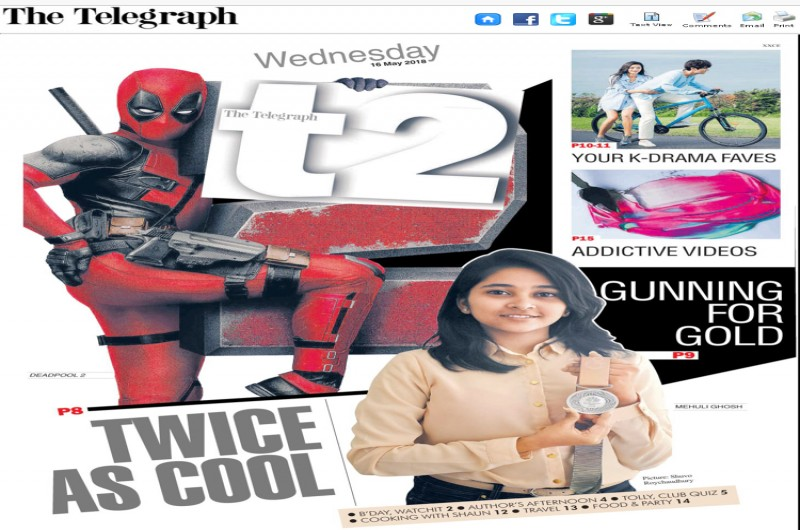 The Telegraph
Text View
Comments
Email
Print
Wednesday
16 May 2018
The Telegraph
t2
P10-11
YOUR K-DRAMA FAVES
P15
ADDICTIVE VIDEOS
GUNNING
FOR
GOLD
P9
DEADPOOL 2
MEHULI GHOSH
P8
TWICE
AS COOL
Picture: Shuvo
Roychaudhury
● B'DAY, WATCHIT 2 ● AUTHOR'S AFTERNOON 4 ● TOLLY, CLUB QUIZ 5
● COOKING WITH SHAUN 12 ● TRAVEL 13 ● FOOD & PARTY 14